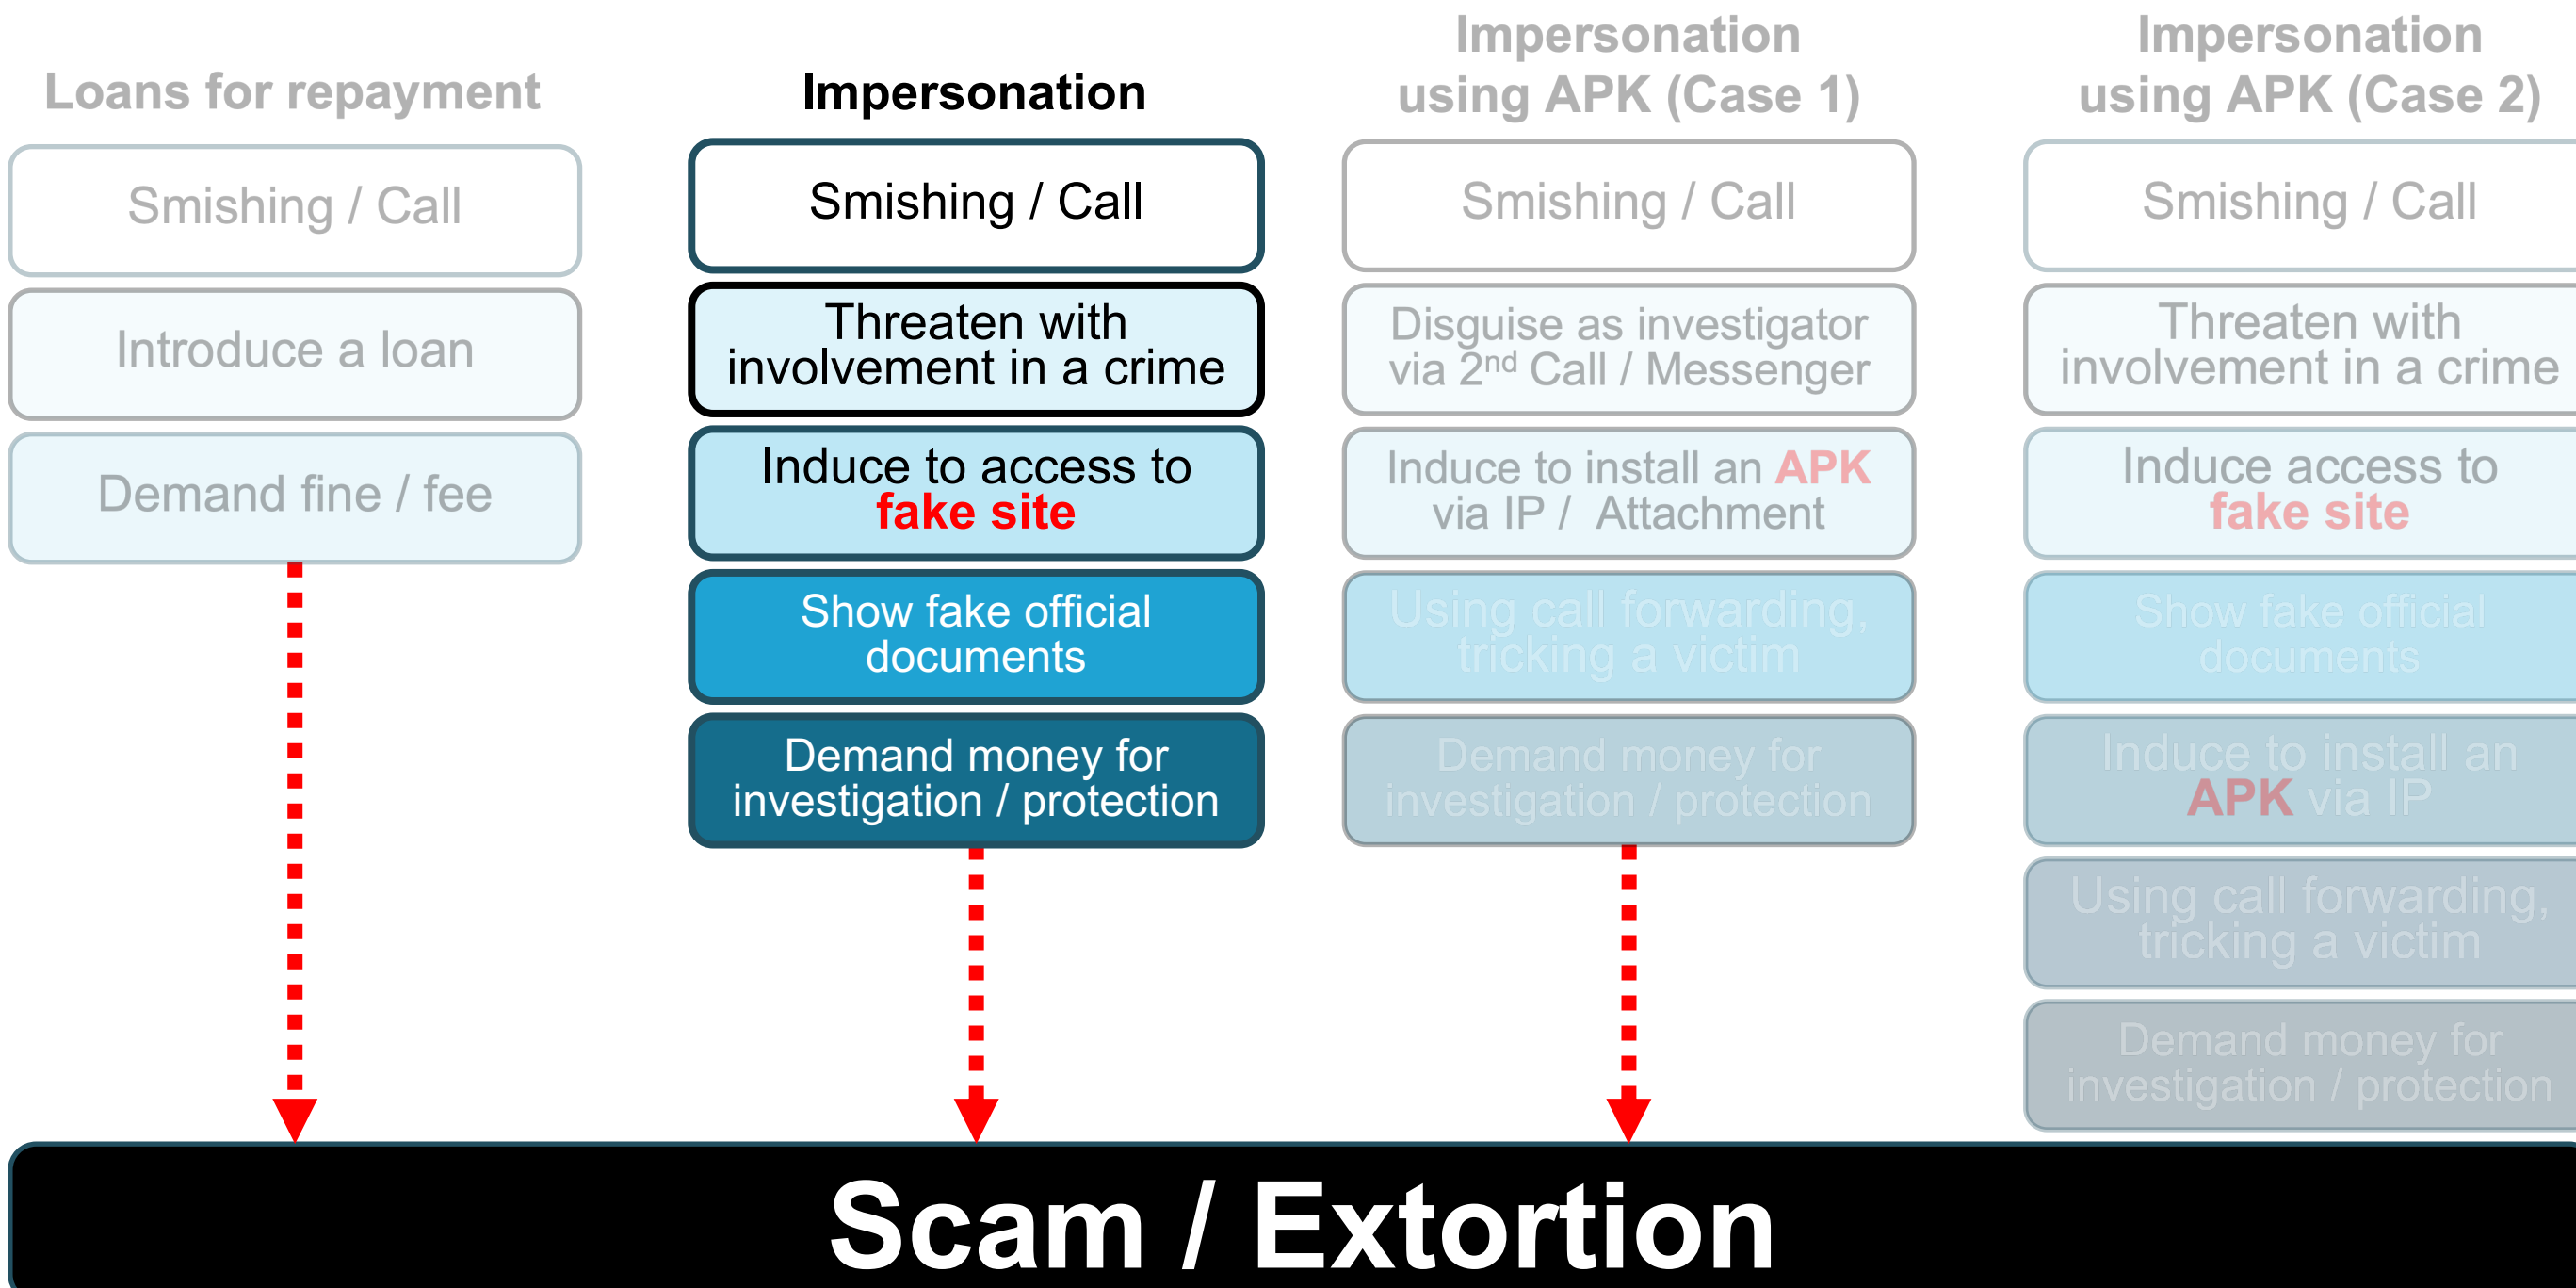 Loans for repayment
Smishing / Call
Introduce a loan
Demand fine / fee
Impersonation
Smishing / Call
Threaten with
involvement in a crime
Induce to access to
fake site
Show fake official
documents
Demand money for
investigation / protection
Impersonation
using APK (Case 1)
Smishing / Call
Disguise as investigator
via 2nd Call / Messenger
Induce to install an APK
via IP / Attachment
Using call forwarding,
tricking a victim
Demand money for
investigation / protection
Impersonation
using APK (Case 2)
Smishing / Call
Threaten with
involvement in a crime
Induce access to
fake site
Show fake official
documents
Induce to install an
APK via IP
Using call forwarding,
tricking a victim
Demand money for
investigation / protection
Scam / Extortion